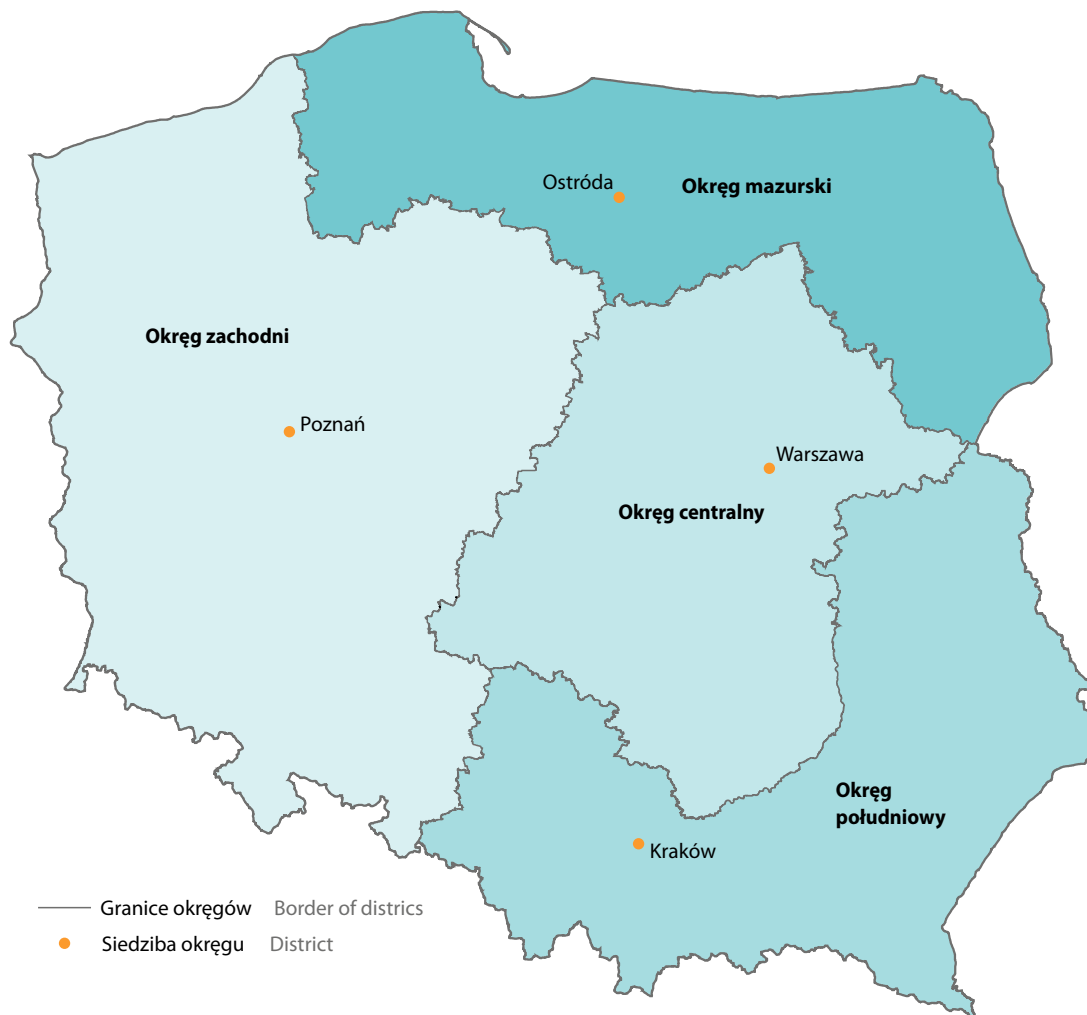 Ostróda
Okręg mazurski
Okręg zachodni
Poznań
Warszawa
Okręg centralny
Okręg
południowy
Kraków
Granice okręgów Border of districs
Siedziba okręgu District